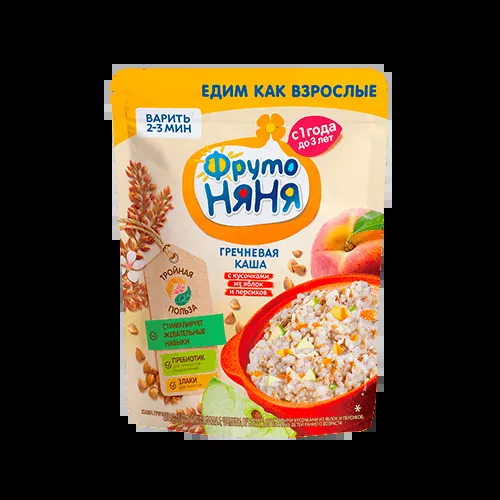 ЕДИМ КАК ВЗРОСЛЫЕ
ВАРИТЬ
2-3 МИН
с 1 года
до 3 лет
Фруто
НЯНЯ
ГРЕЧНЕВАЯ
КАША
с кусочками
из яблок
и персиков
ТРОЙНАЯ
ПОЛЬЗА
СТИМУЛИРУЕТ
ЖЕВАТЕЛЬНЫЕ
НАВЫКИ
ПРЕБИОТИК
ЗЛАКИ